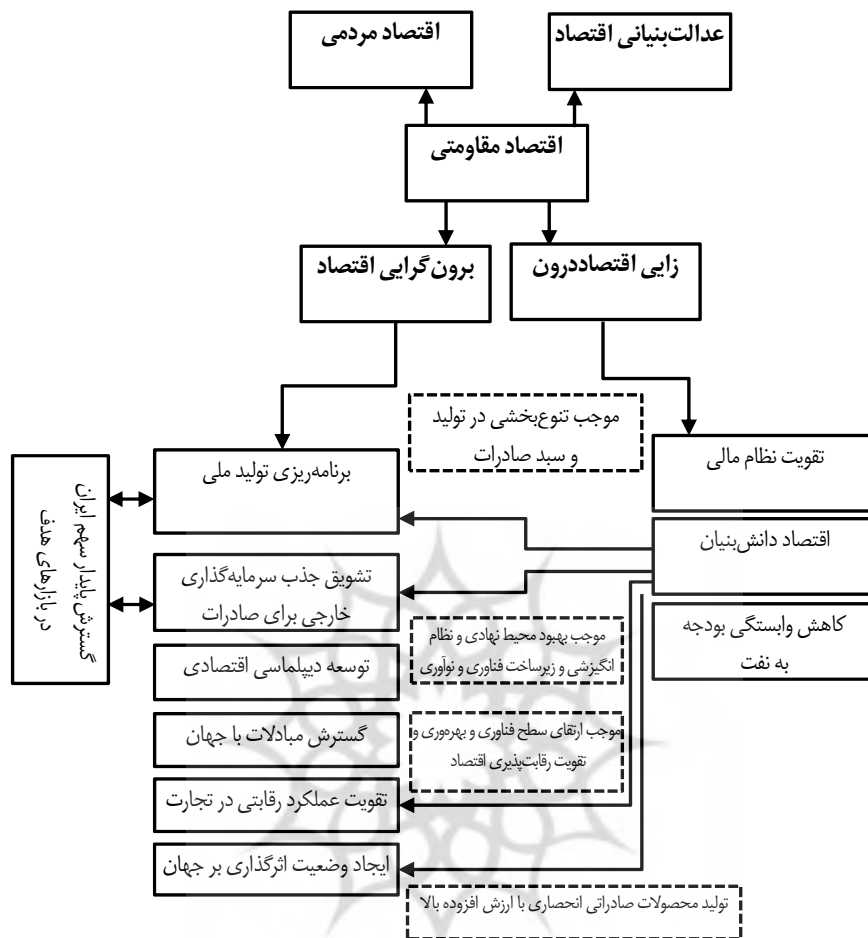 عدالت‌بنیانی اقتصاد
اقتصاد مردمی
اقتصاد مقاومتی
زایی اقتصاددرون
برون‌گرایی اقتصاد
موجب تنوع‌بخشی در تولید
و سبد صادرات
تقویت نظام مالی
اقتصاد دانش‌بنیان
کاهش وابستگی بودجه
به نفت
برنامه‌ریزی تولید ملی
تشویق جذب سرمایه‌گذاری
خارجی برای صادرات
توسعه دیپلماسی اقتصادی
گسترش مبادلات با جهان
تقویت عملکرد رقابتی در تجارت
ایجاد وضعیت اثرگذاری بر جهان
موجب بهبود محیط نهادی و نظام
انگیزشی و زیرساخت فناوری و نوآوری
موجب ارتقای سطح فناوری و بهره‌وری و
تقویت رقابت‌پذیری اقتصاد
تولید محصولات صادراتی انحصاری با ارزش افزوده بالا
گسترش پایدار سهم ایران
در بازارهای هدف